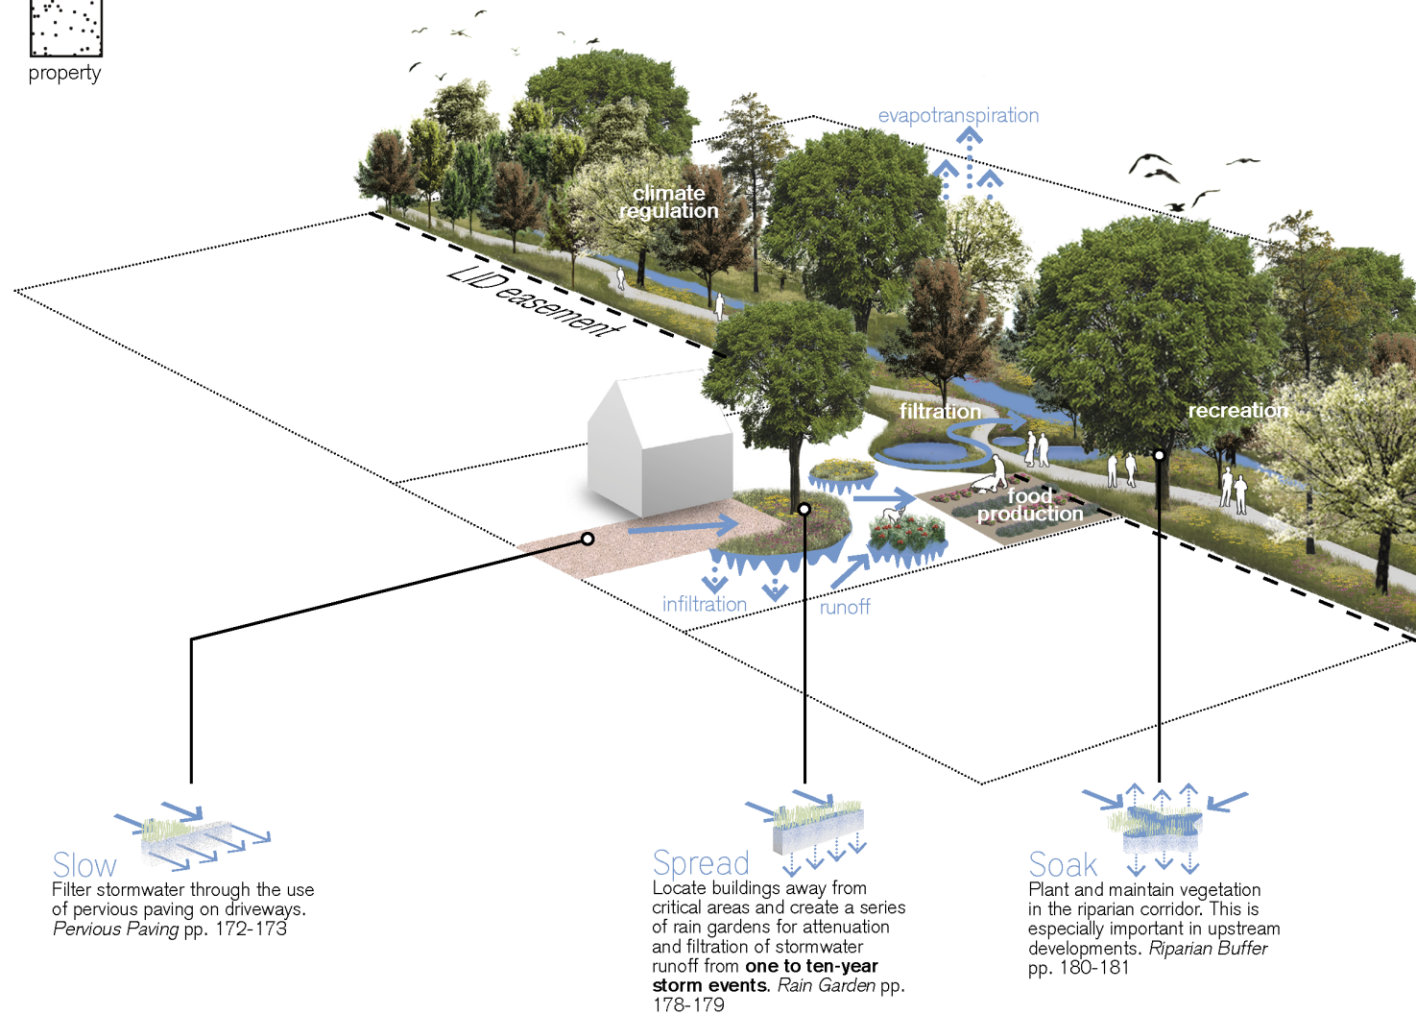 property
evapotranspiration
climate
regulation
LID easement
filtration
recreation
food
production
infiltration
runoff
Slow
Filter stormwater through the use
of pervious paving on driveways.
Pervious Paving pp. 172-173
Spread
Locate buildings away from
critical areas and create a series
of rain gardens for attenuation
and filtration of stormwater
runoff from one to ten-year
storm events. Rain Garden pp.
178-179
Soak
Plant and maintain vegetation
in the riparian corridor. This is
especially important in upstream
developments. Riparian Buffer
pp. 180-181